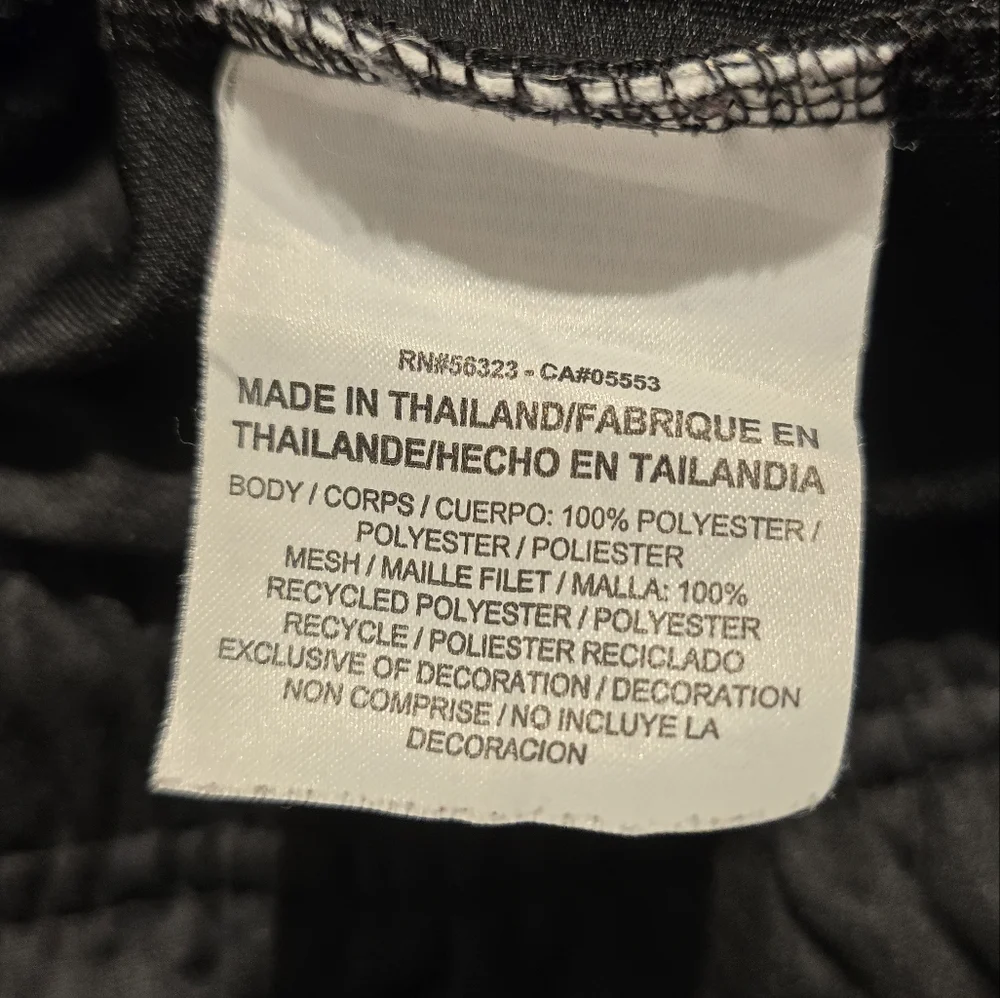 RN#56323 - CA#05553
MADE IN THAILAND/FABRIQUE EN
THAILANDE/HECHO EN TAILANDIA
BODY / CORPS / CUERPO: 100% POLYESTER /
POLYESTER / POLIESTER
MESH / MAILLE FILET / MALLA: 100%
RECYCLED POLYESTER / POLYESTER
RECYCLE / POLIESTER RECICLADO
EXCLUSIVE OF DECORATION / DECORATION
NON COMPRISE / NO INCLUYE LA
DECORACION